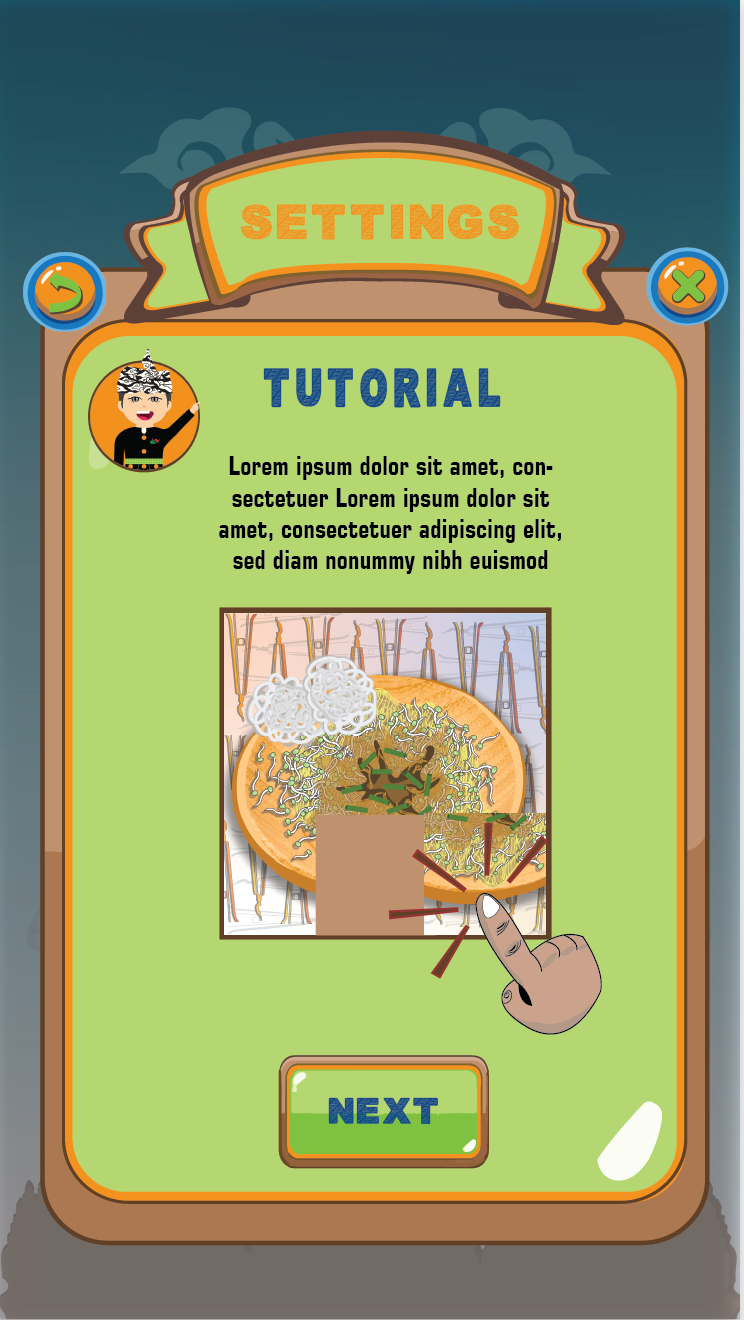 SETTINGS
TUTORIAL
Lorem ipsum dolor sit amet, con-
sectetuer Lorem ipsum dolor sit
amet, consectetuer adipiscing elit,
sed diam nonummy nibh euismod
NEXT